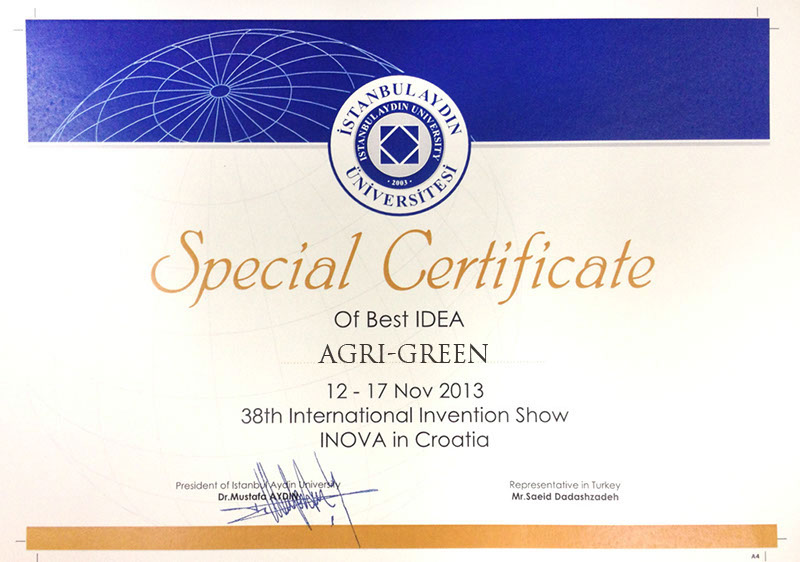 İSTANBUL AYDIN
ÜNİVERSİTESİ
ISTANBUL AYDIN UNIVERSITY
· 2003 ·
Special Certificate
Of Best IDEA
AGRI-GREEN
12 - 17 Nov 2013
38th International Invention Show
INOVA in Croatia
President of Istanbul Aydın University
Dr.Mustafa AYDIN
Representative in Turkey
Mr.Saeid Dadashzadeh
A4